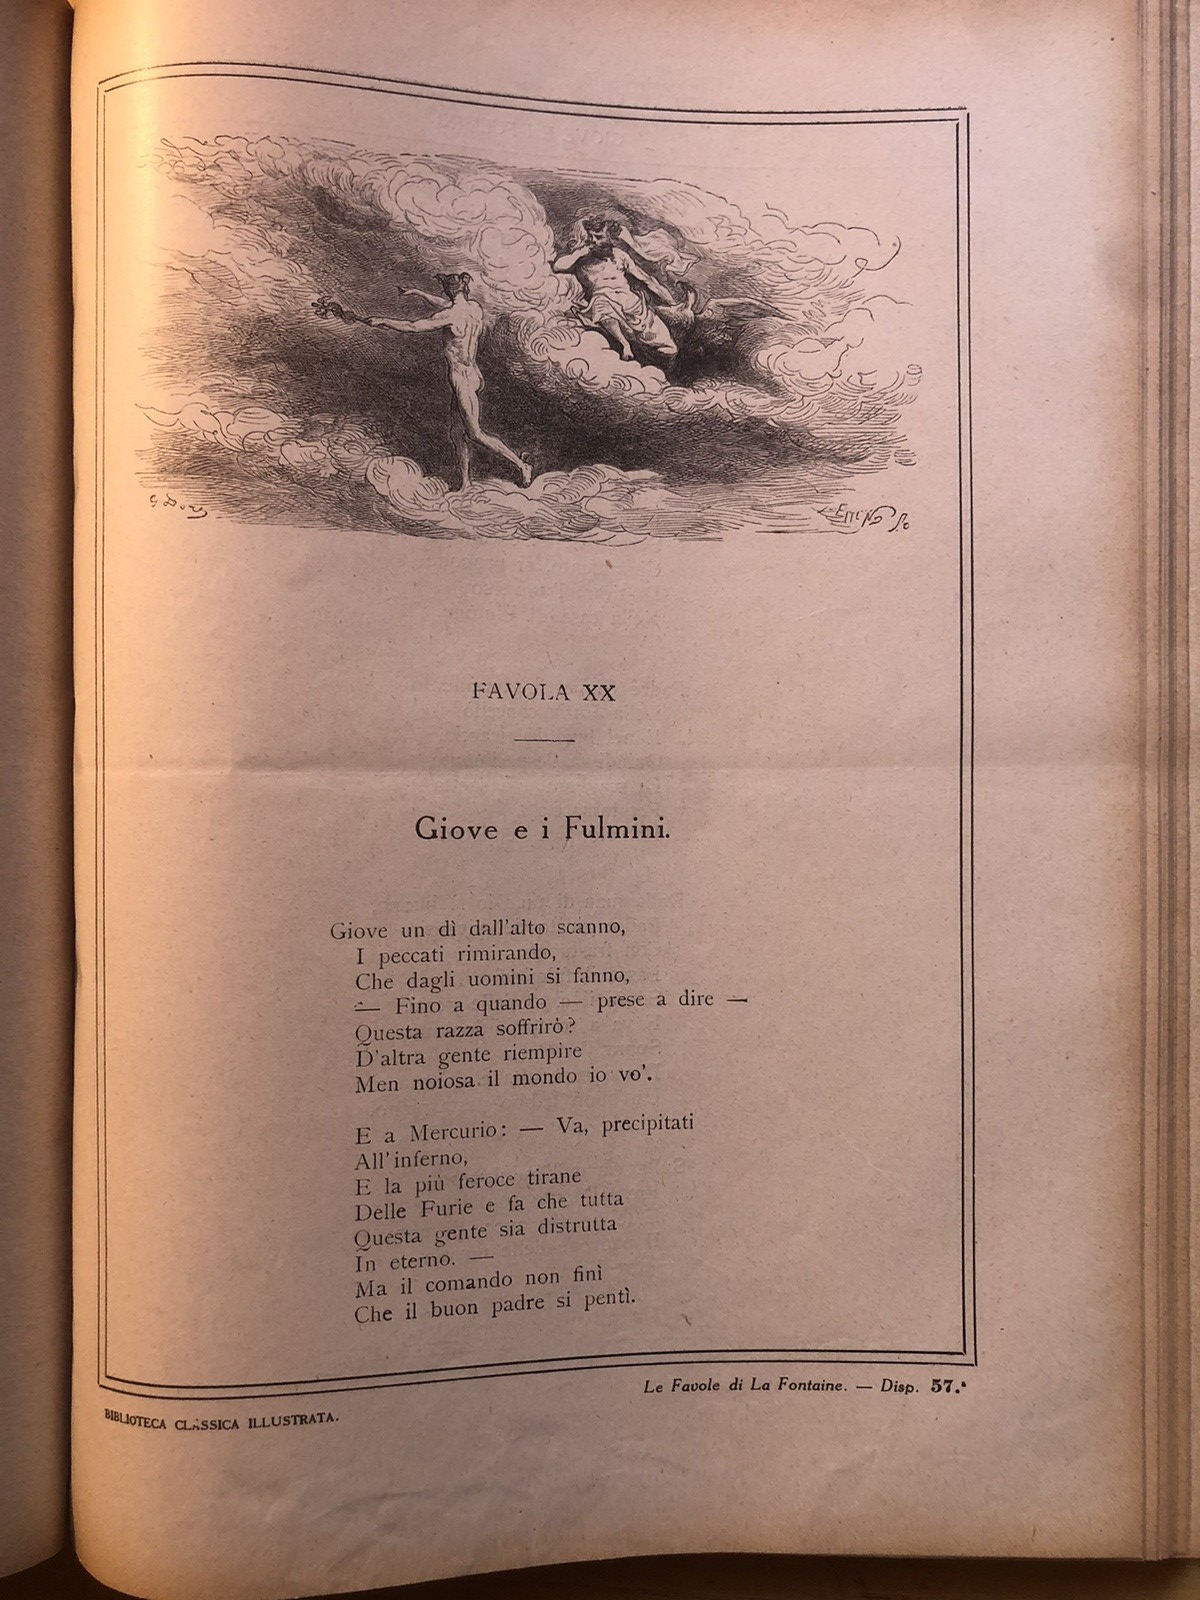 G Doré
FAVOLA XX
Giove e i Fulmini.
Giove un dì dall'alto scanno,
I peccati rimirando,
Che dagli uomini si fanno,
— Fino a quando — prese a dire —
Questa razza soffrirò?
D'altra gente riempire
Men noiosa il mondo io vo'.
E a Mercurio: — Va, precipitati
All'inferno,
E la più feroce tirane
Delle Furie e fa che tutta
Questa gente sia distrutta
In eterno. —
Ma il comando non finì
Che il buon padre si pentì.
Le Favole di La Fontaine. — Disp. 57.ª
BIBLIOTECA CLASSICA ILLUSTRATA.